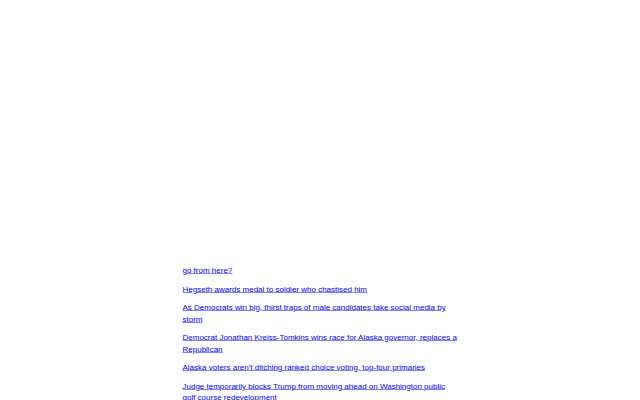 go from here?
Hegseth awards medal to soldier who chastised him
As Democrats win big, thirst traps of male candidates take social media by
storm
Democrat Jonathan Kreiss-Tomkins wins race for Alaska governor, replaces a
Republican
Alaska voters aren't ditching ranked choice voting, top-four primaries
Judge temporarily blocks Trump from moving ahead on Washington public
golf course redevelopment